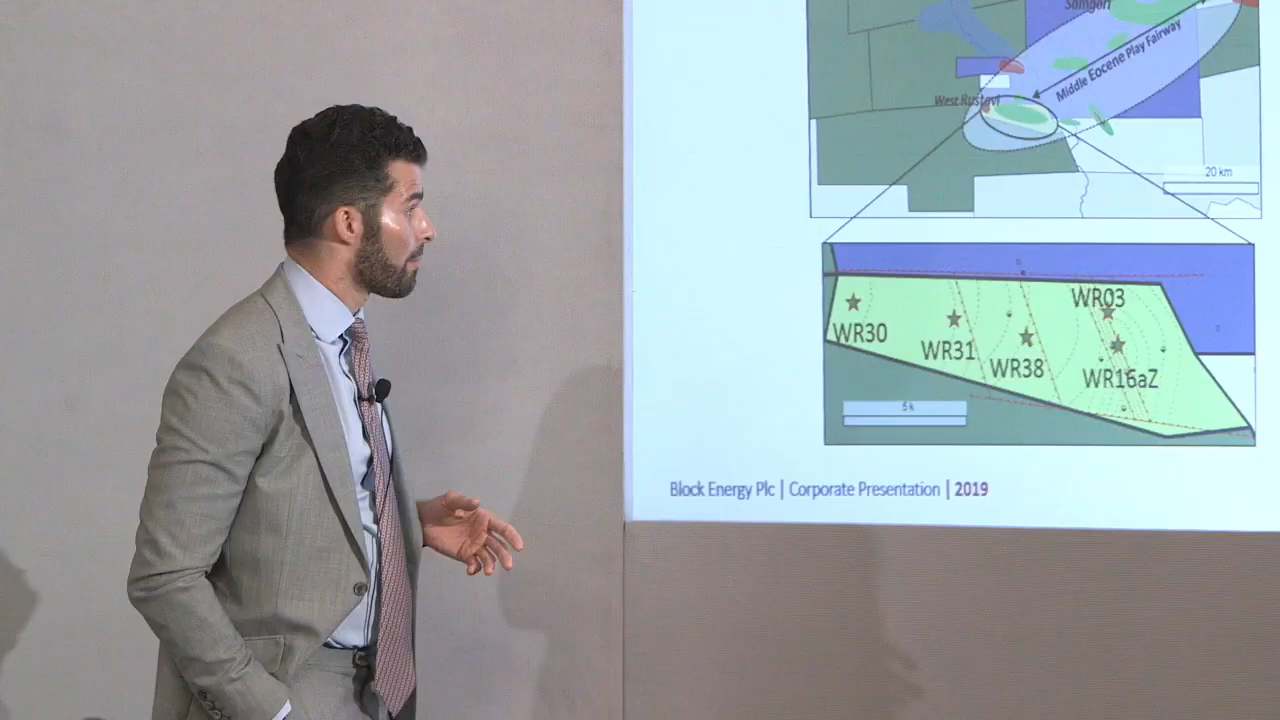 Samgori
Middle Eocene Play Fairway
West Rustavi
20 km
WR03
WR30
WR31
WR38
WR16aZ
5k
Block Energy Plc | Corporate Presentation | 2019